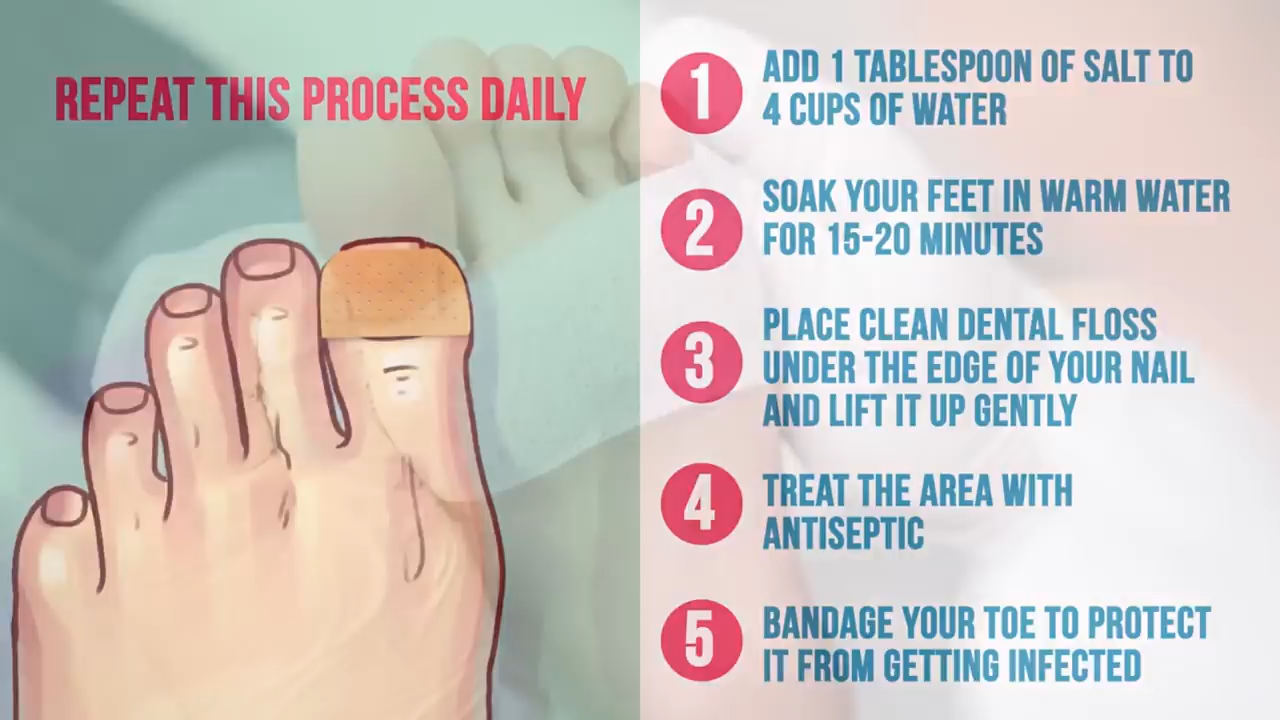 REPEAT THIS PROCESS DAILY
1
ADD 1 TABLESPOON OF SALT TO
4 CUPS OF WATER
2
SOAK YOUR FEET IN WARM WATER
FOR 15-20 MINUTES
3
PLACE CLEAN DENTAL FLOSS
UNDER THE EDGE OF YOUR NAIL
AND LIFT IT UP GENTLY
4
TREAT THE AREA WITH
ANTISEPTIC
5
BANDAGE YOUR TOE TO PROTECT
IT FROM GETTING INFECTED